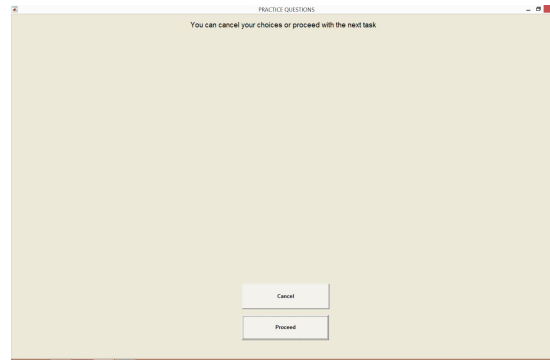 PRACTICE QUESTIONS
You can cancel your choices or proceed with the next task
Cancel
Proceed